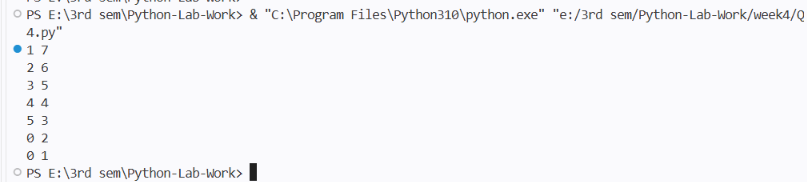 PS E:\3rd sem\Python-Lab-Work> & "C:\Program Files\Python310\python.exe" "e:/3rd sem/Python-Lab-Work/week4/Q
4.py"
1 7
2 6
3 5
4 4
5 3
0 2
0 1
PS E:\3rd sem\Python-Lab-Work>